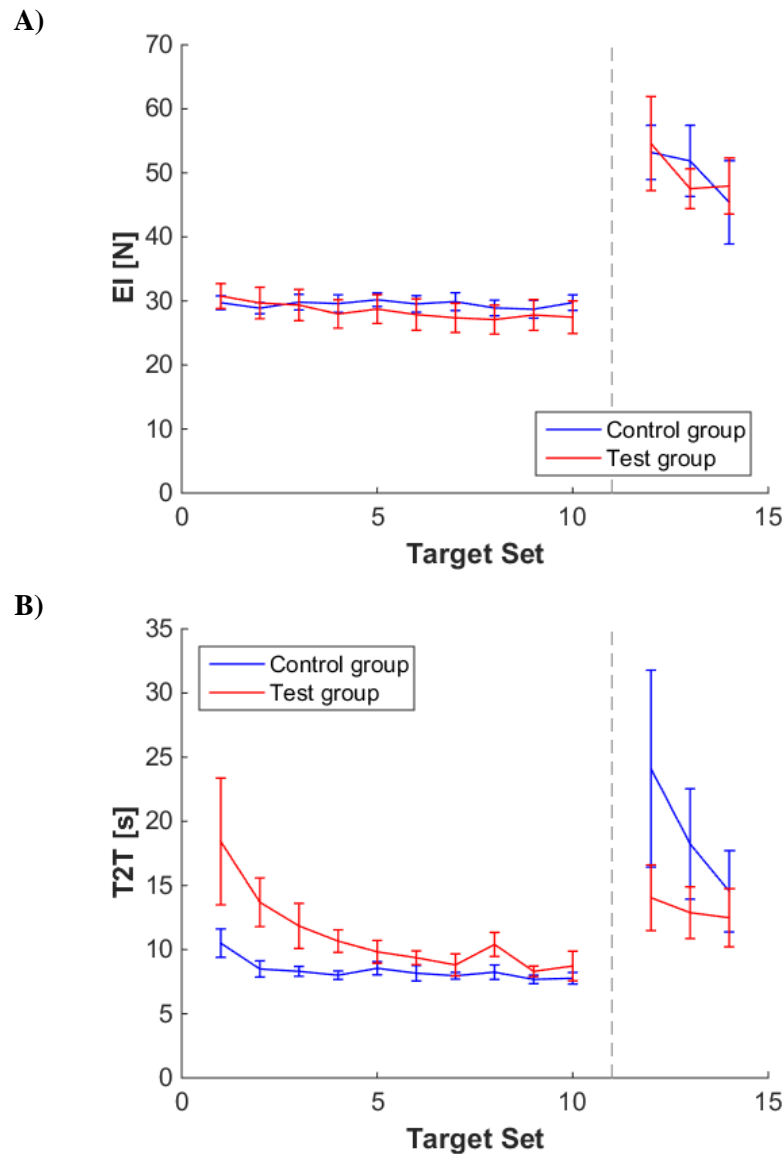 A)
70
60
50
40
30
20
10
0
EI [N]
Control group
Test group
0 5 10 15
Target Set
B)
35
30
25
20
15
10
5
0
T2T [s]
Control group
Test group
0 5 10 15
Target Set